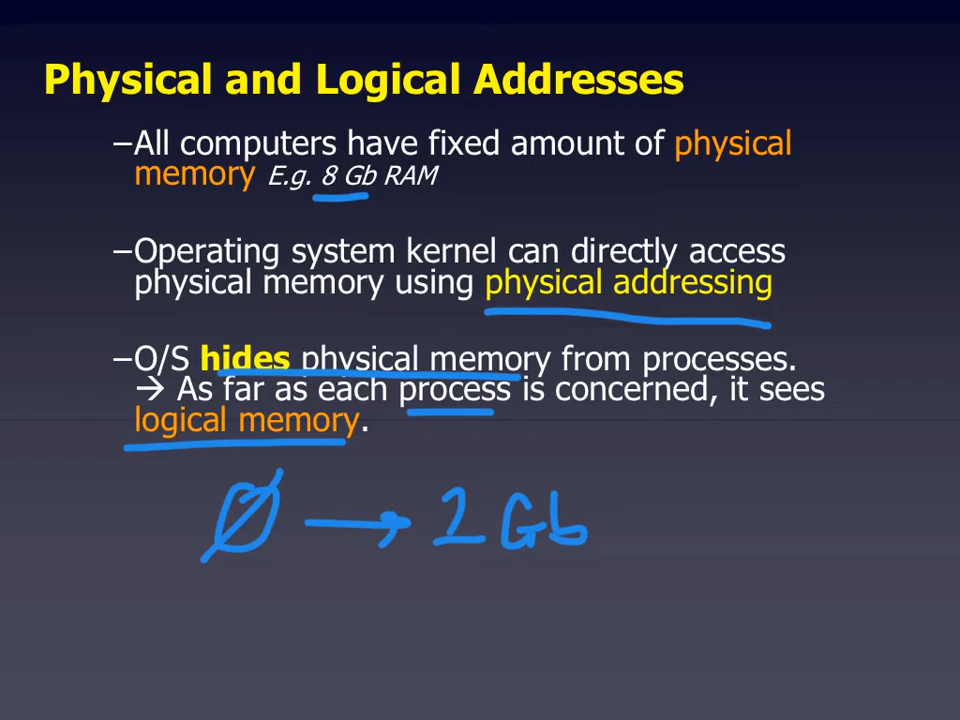 Physical and Logical Addresses
–All computers have fixed amount of physical
memory E.g. 8 Gb RAM
–Operating system kernel can directly access
physical memory using physical addressing
–O/S hides physical memory from processes.
→ As far as each process is concerned, it sees
logical memory.
Ø → 2 Gb